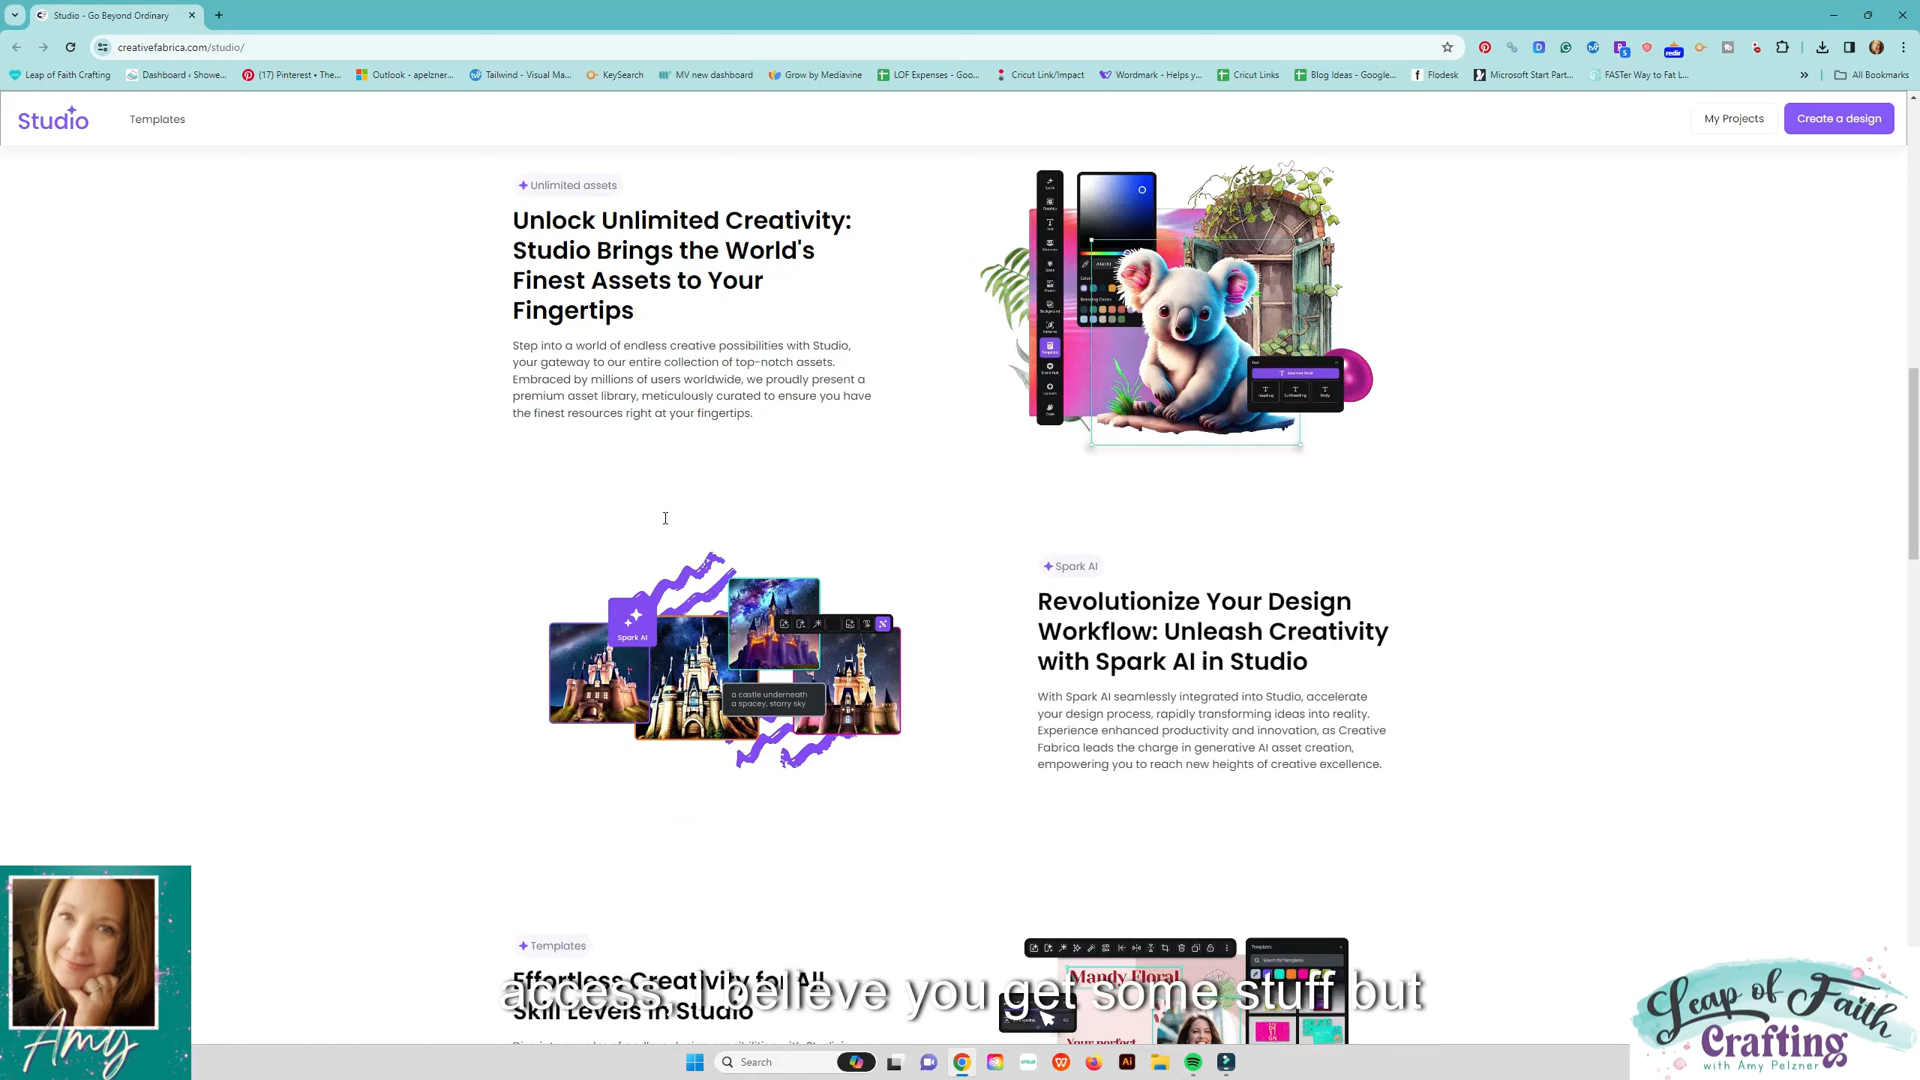 Studio - Go Beyond Ordinary
creativefabrica.com/studio/
Leap of Faith Crafting
Dashboard ‹ Showe...
(17) Pinterest • The...
Outlook - apelzner...
Tailwind - Visual Ma...
KeySearch
MV new dashboard
Grow by Mediavine
LOF Expenses - Goo...
Cricut Link/Impact
Wordmark - Helps y...
Cricut Links
Blog Ideas - Google...
Flodesk
Microsoft Start Part...
FASTer Way to Fat L...
All Bookmarks
Studio
Templates
My Projects
Create a design
Unlimited assets
Unlock Unlimited Creativity:
Studio Brings the World's
Finest Assets to Your
Fingertips
Step into a world of endless creative possibilities with Studio,
your gateway to our entire collection of top-notch assets.
Embraced by millions of users worldwide, we proudly present a
premium asset library, meticulously curated to ensure you have
the finest resources right at your fingertips.
Spark AI
a castle underneath
a spacey, starry sky
Spark AI
Revolutionize Your Design
Workflow: Unleash Creativity
with Spark AI in Studio
With Spark AI seamlessly integrated into Studio, accelerate
your design process, rapidly transforming ideas into reality.
Experience enhanced productivity and innovation, as Creative
Fabrica leads the charge in generative AI asset creation,
empowering you to reach new heights of creative excellence.
Templates
Effortless Creativity for All
Skill Levels in Studio
Mandy Floral
Your perfect
Templates
Search for templates
access, I believe you get some stuff but
Amy
Search
Leap of Faith
Crafting
with Amy Pelzner